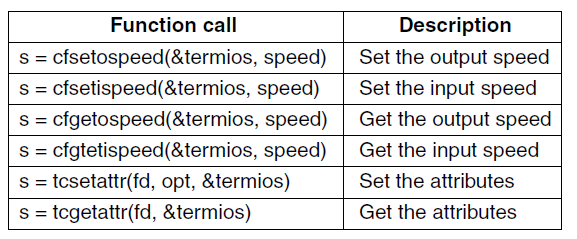 Function call Description
s = cfsetospeed(&termios, speed) Set the output speed
s = cfsetispeed(&termios, speed) Set the input speed
s = cfgetospeed(&termios, speed) Get the output speed
s = cfgtetispeed(&termios, speed) Get the input speed
s = tcsetattr(fd, opt, &termios) Set the attributes
s = tcgetattr(fd, &termios) Get the attributes